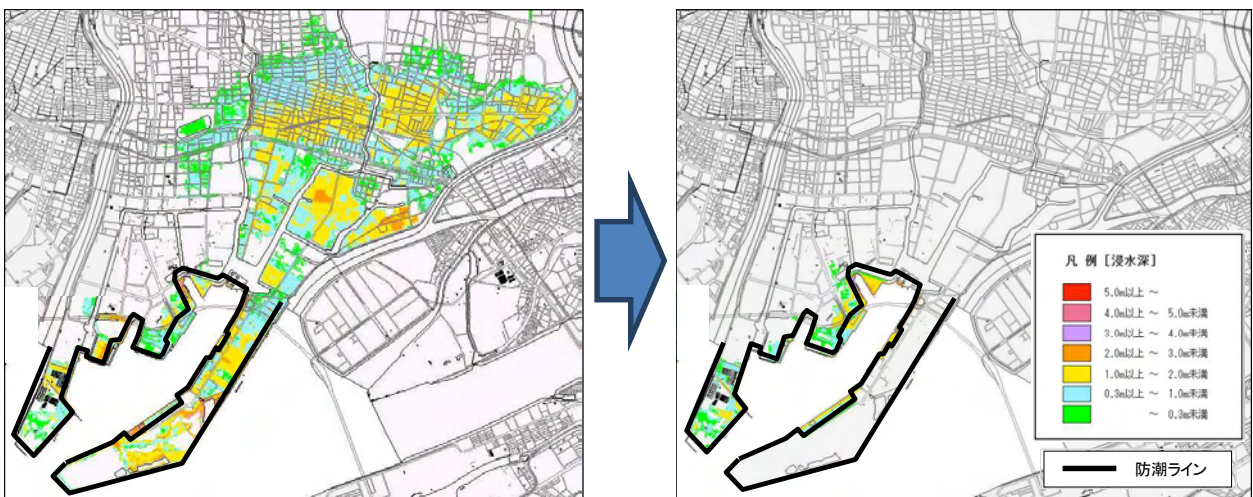 凡 例 [浸水深]
5.0m以上 ~
4.0m以上 ~ 5.0m未満
3.0m以上 ~ 4.0m未満
2.0m以上 ~ 3.0m未満
1.0m以上 ~ 2.0m未満
0.3m以上 ~ 1.0m未満
~ 0.3m未満
防潮ライン